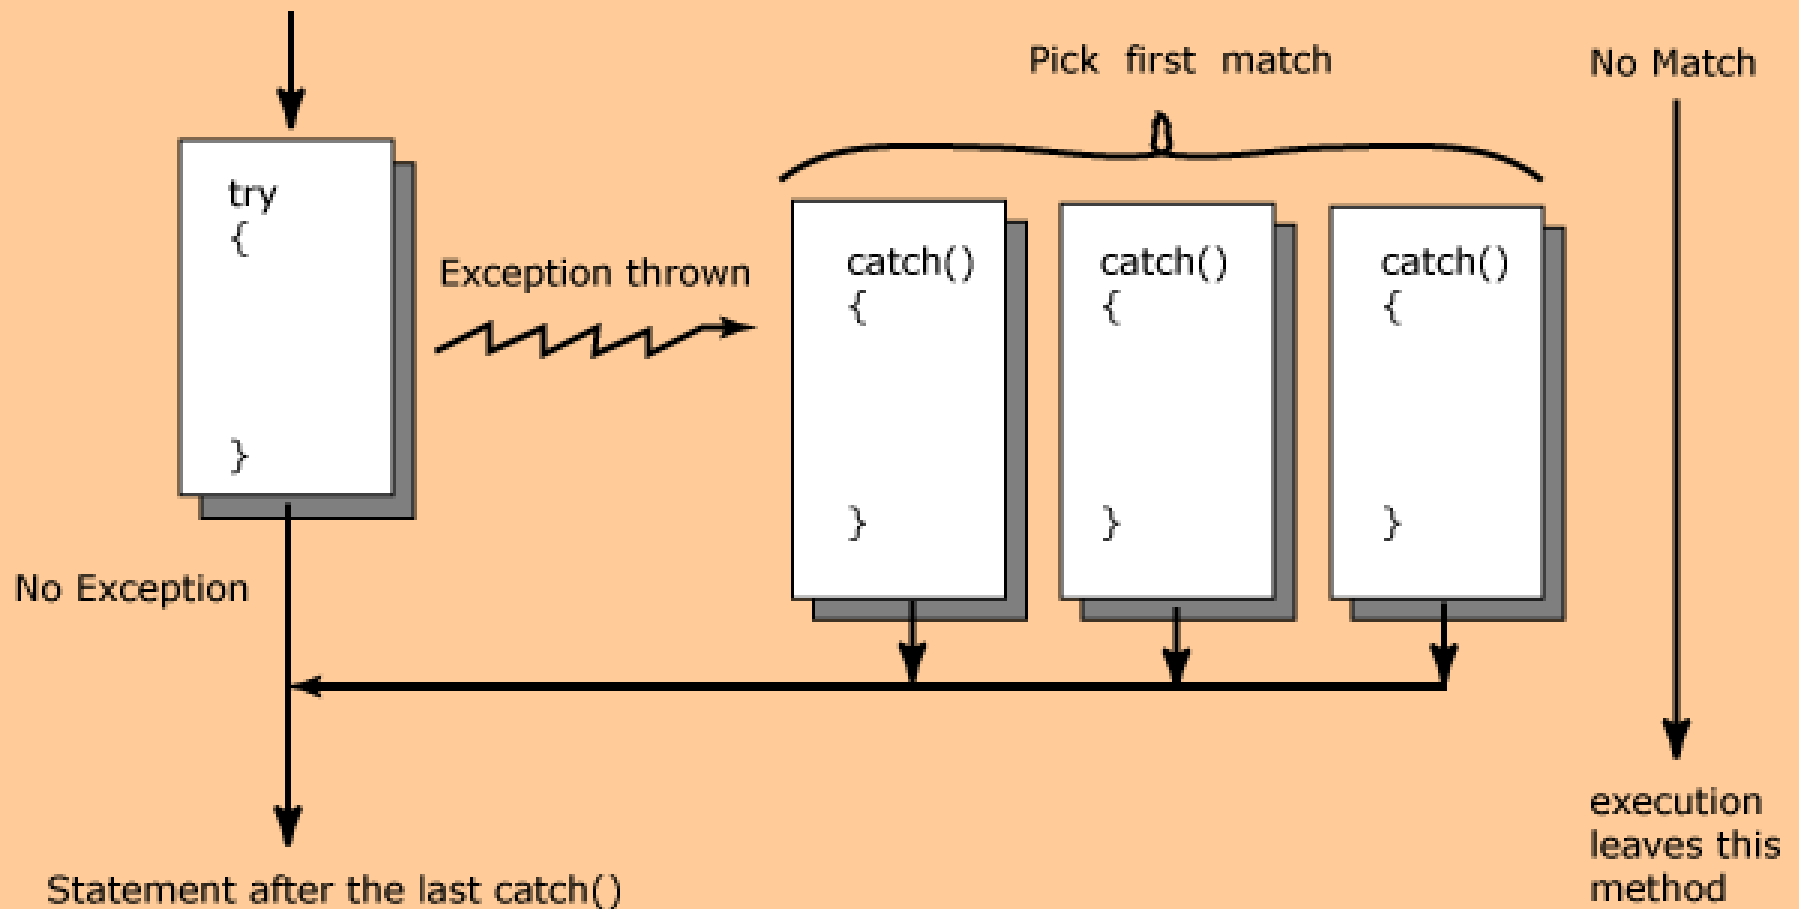 Pick first match
No Match
try
{
}
Exception thrown
catch()
{
}
catch()
{
}
catch()
{
}
No Exception
Statement after the last catch()
execution
leaves this
method